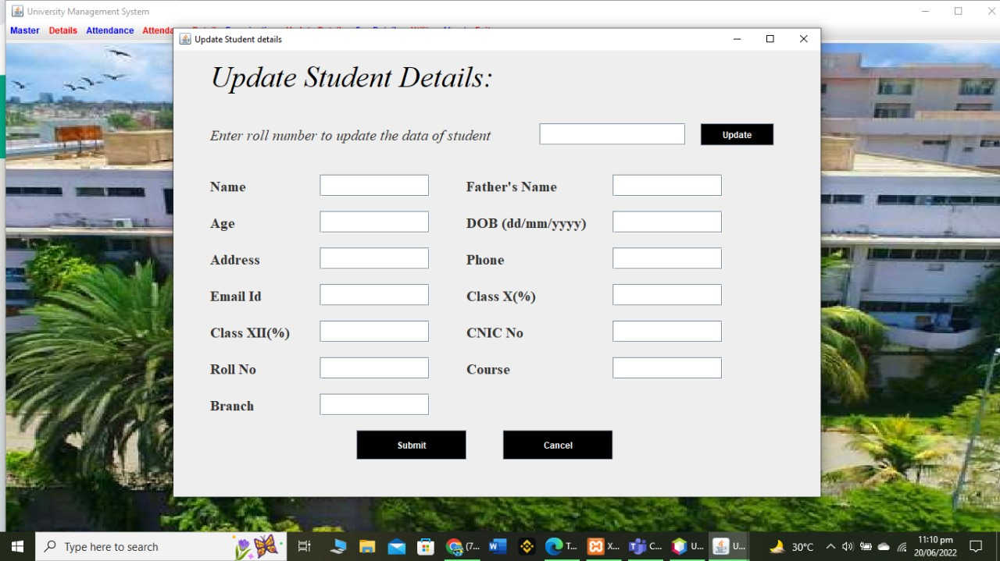 University Management System
Master Details Attendance
Update Student details
Update Student Details:
Enter roll number to update the data of student Update
Name Father's Name
Age DOB (dd/mm/yyyy)
Address Phone
Email Id Class X(%)
Class XII(%) CNIC No
Roll No Course
Branch
Submit Cancel
Type here to search (7... T... X... C... U... U... 30°C 11:10 pm
20/06/2022